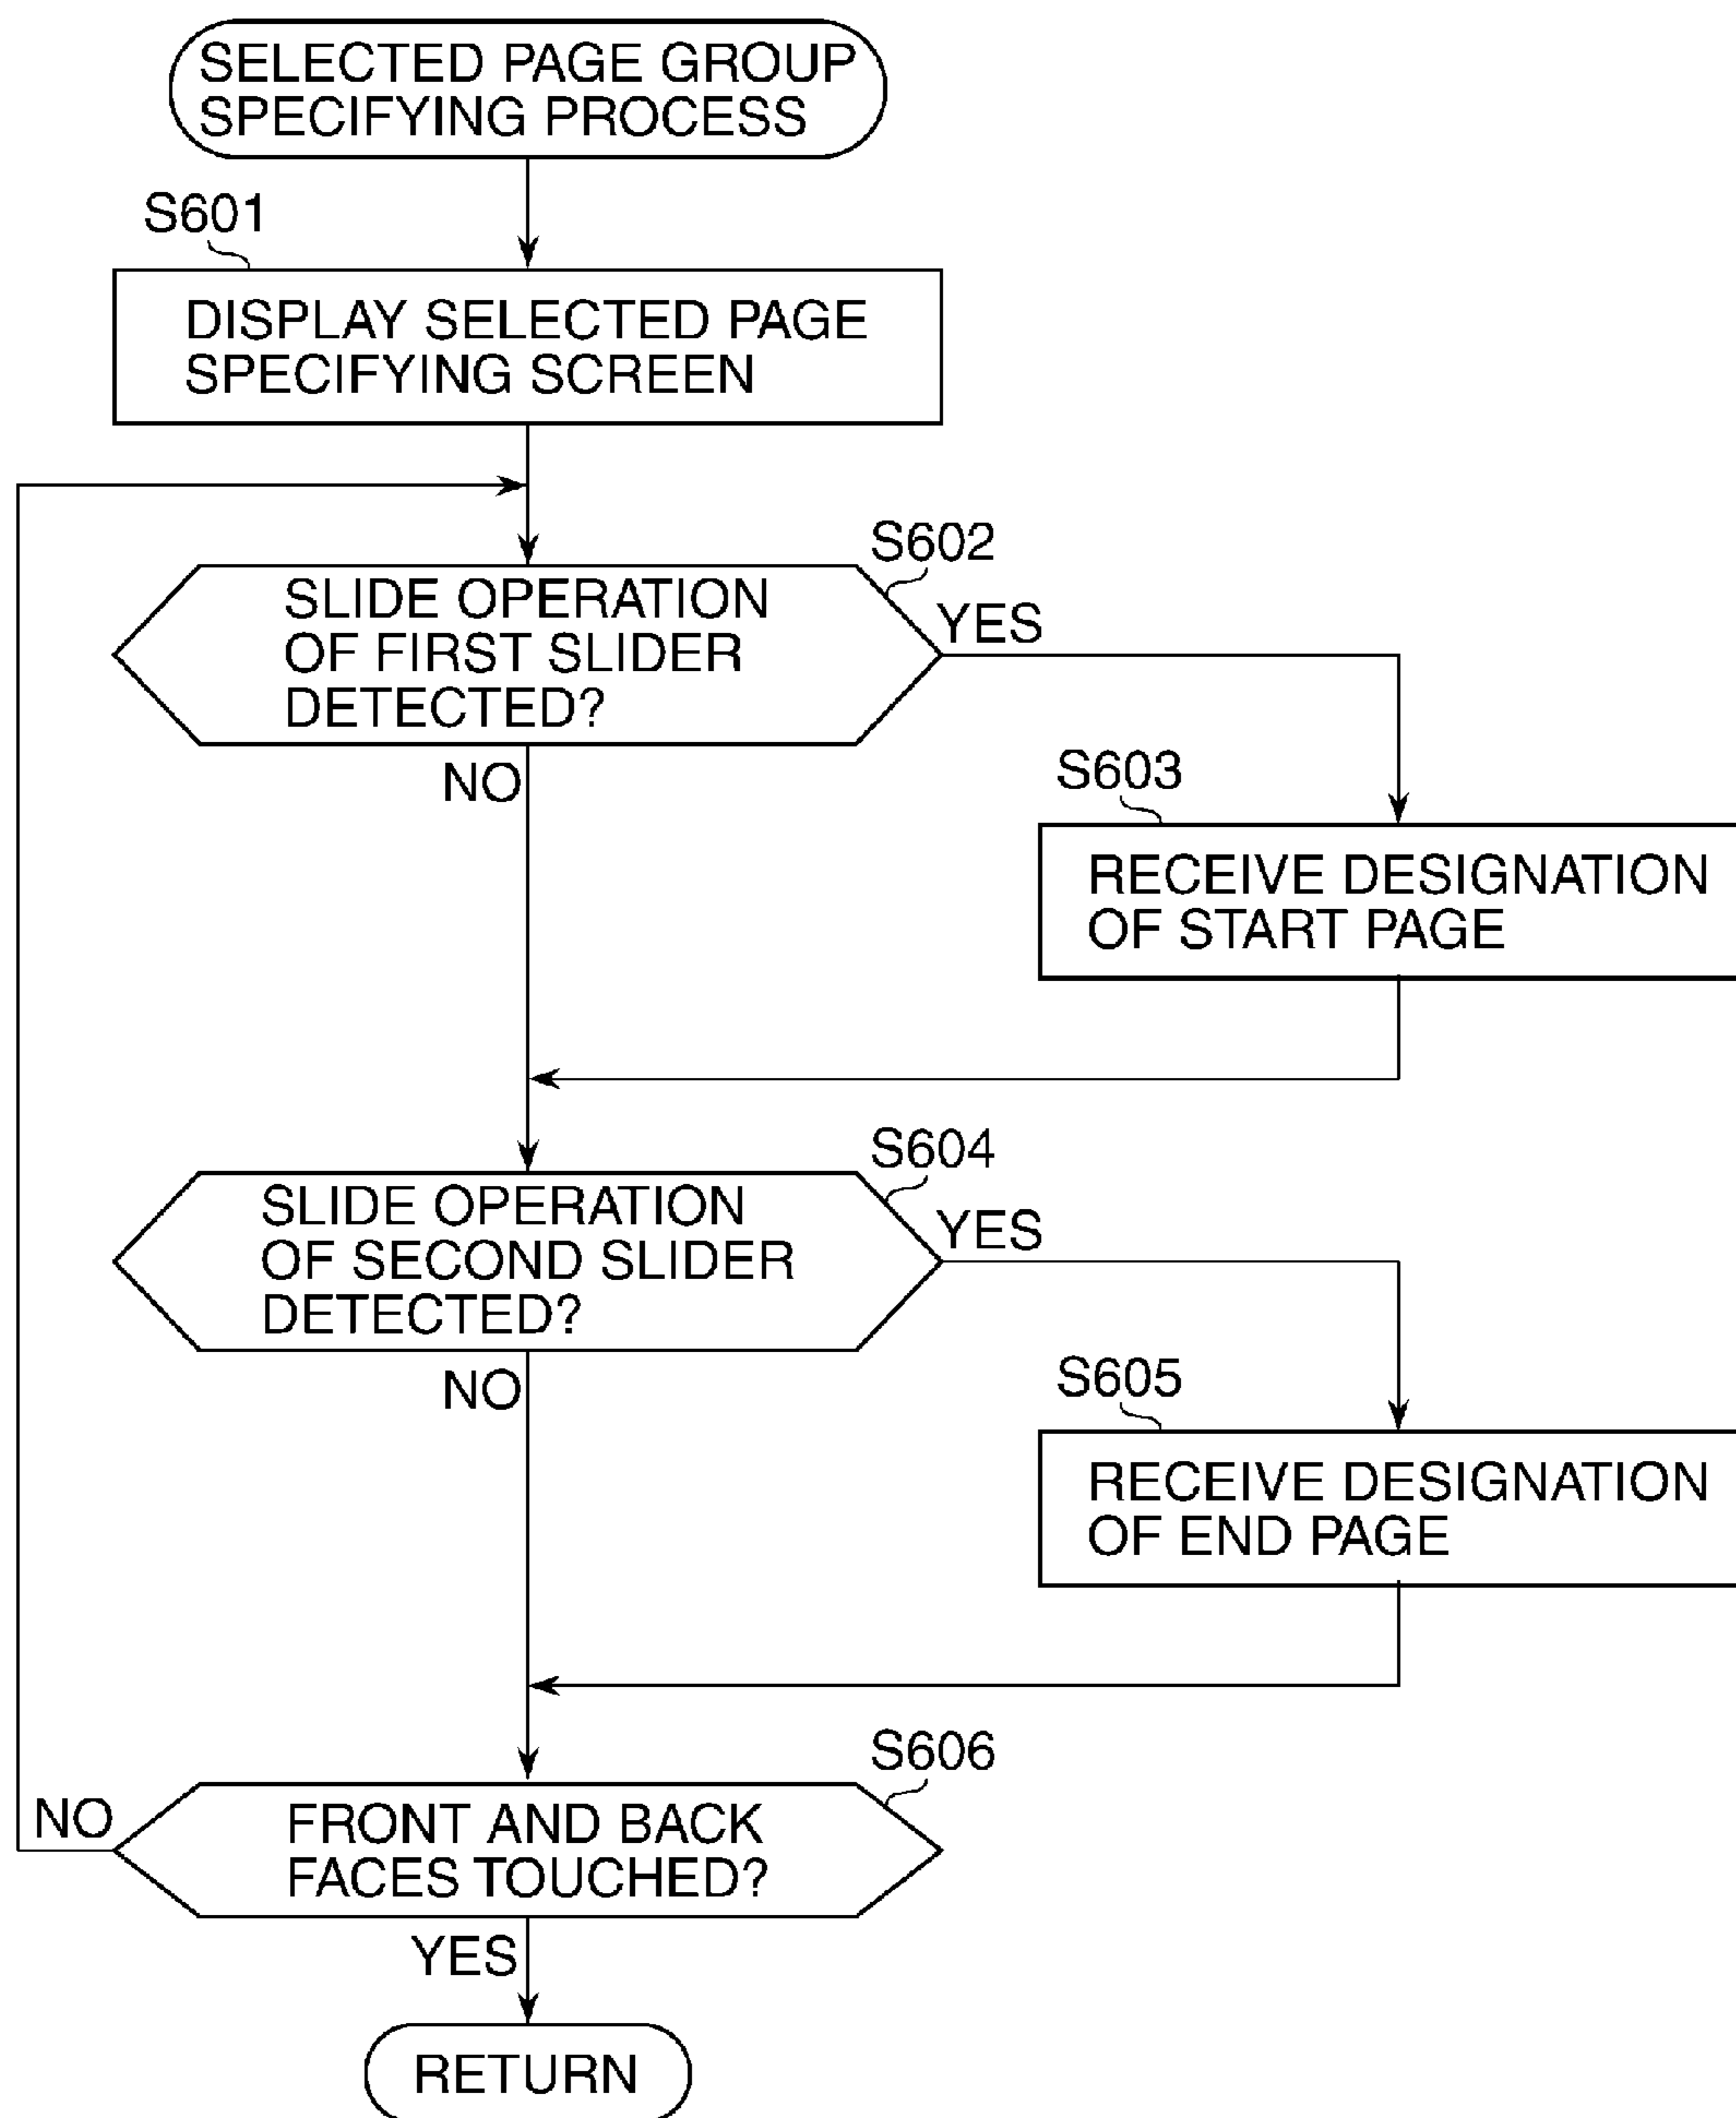 SELECTED PAGE GROUP
SPECIFYING PROCESS
S601
DISPLAY SELECTED PAGE
SPECIFYING SCREEN
S602
SLIDE OPERATION
OF FIRST SLIDER
DETECTED?
YES
NO
S603
RECEIVE DESIGNATION
OF START PAGE
S604
SLIDE OPERATION
OF SECOND SLIDER
DETECTED?
YES
NO
S605
RECEIVE DESIGNATION
OF END PAGE
S606
FRONT AND BACK
FACES TOUCHED?
NO
YES
RETURN